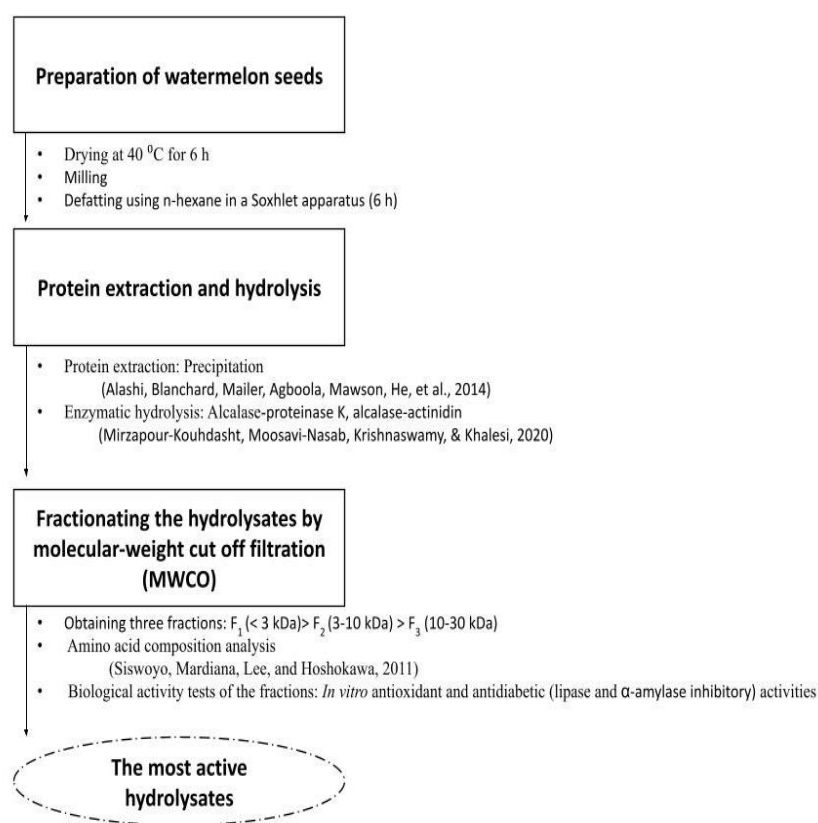 Preparation of watermelon seeds
• Drying at 40 ⁰C for 6 h
• Milling
• Defatting using n-hexane in a Soxhlet apparatus (6 h)
Protein extraction and hydrolysis
• Protein extraction: Precipitation
(Alashi, Blanchard, Mailer, Agboola, Mawson, He, et al., 2014)
• Enzymatic hydrolysis: Alcalase-proteinase K, alcalase-actinidin
(Mirzapour-Kouhdasht, Moosavi-Nasab, Krishnaswamy, & Khalesi, 2020)
Fractionating the hydrolysates by
molecular-weight cut off filtration
(MWCO)
• Obtaining three fractions: F₁ (< 3 kDa)> F₂ (3-10 kDa) > F₃ (10-30 kDa)
• Amino acid composition analysis
(Siswoyo, Mardiana, Lee, and Hoshokawa, 2011)
• Biological activity tests of the fractions: In vitro antioxidant and antidiabetic (lipase and α-amylase inhibitory) activities
The most active
hydrolysates